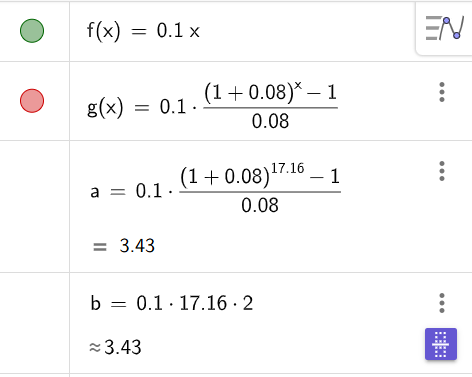 f(x) = 0.1 x
g(x) = 0.1 · ((1 + 0.08)^x − 1) / 0.08
a = 0.1 · ((1 + 0.08)^17.16 − 1) / 0.08
= 3.43
b = 0.1 · 17.16 · 2
≈ 3.43